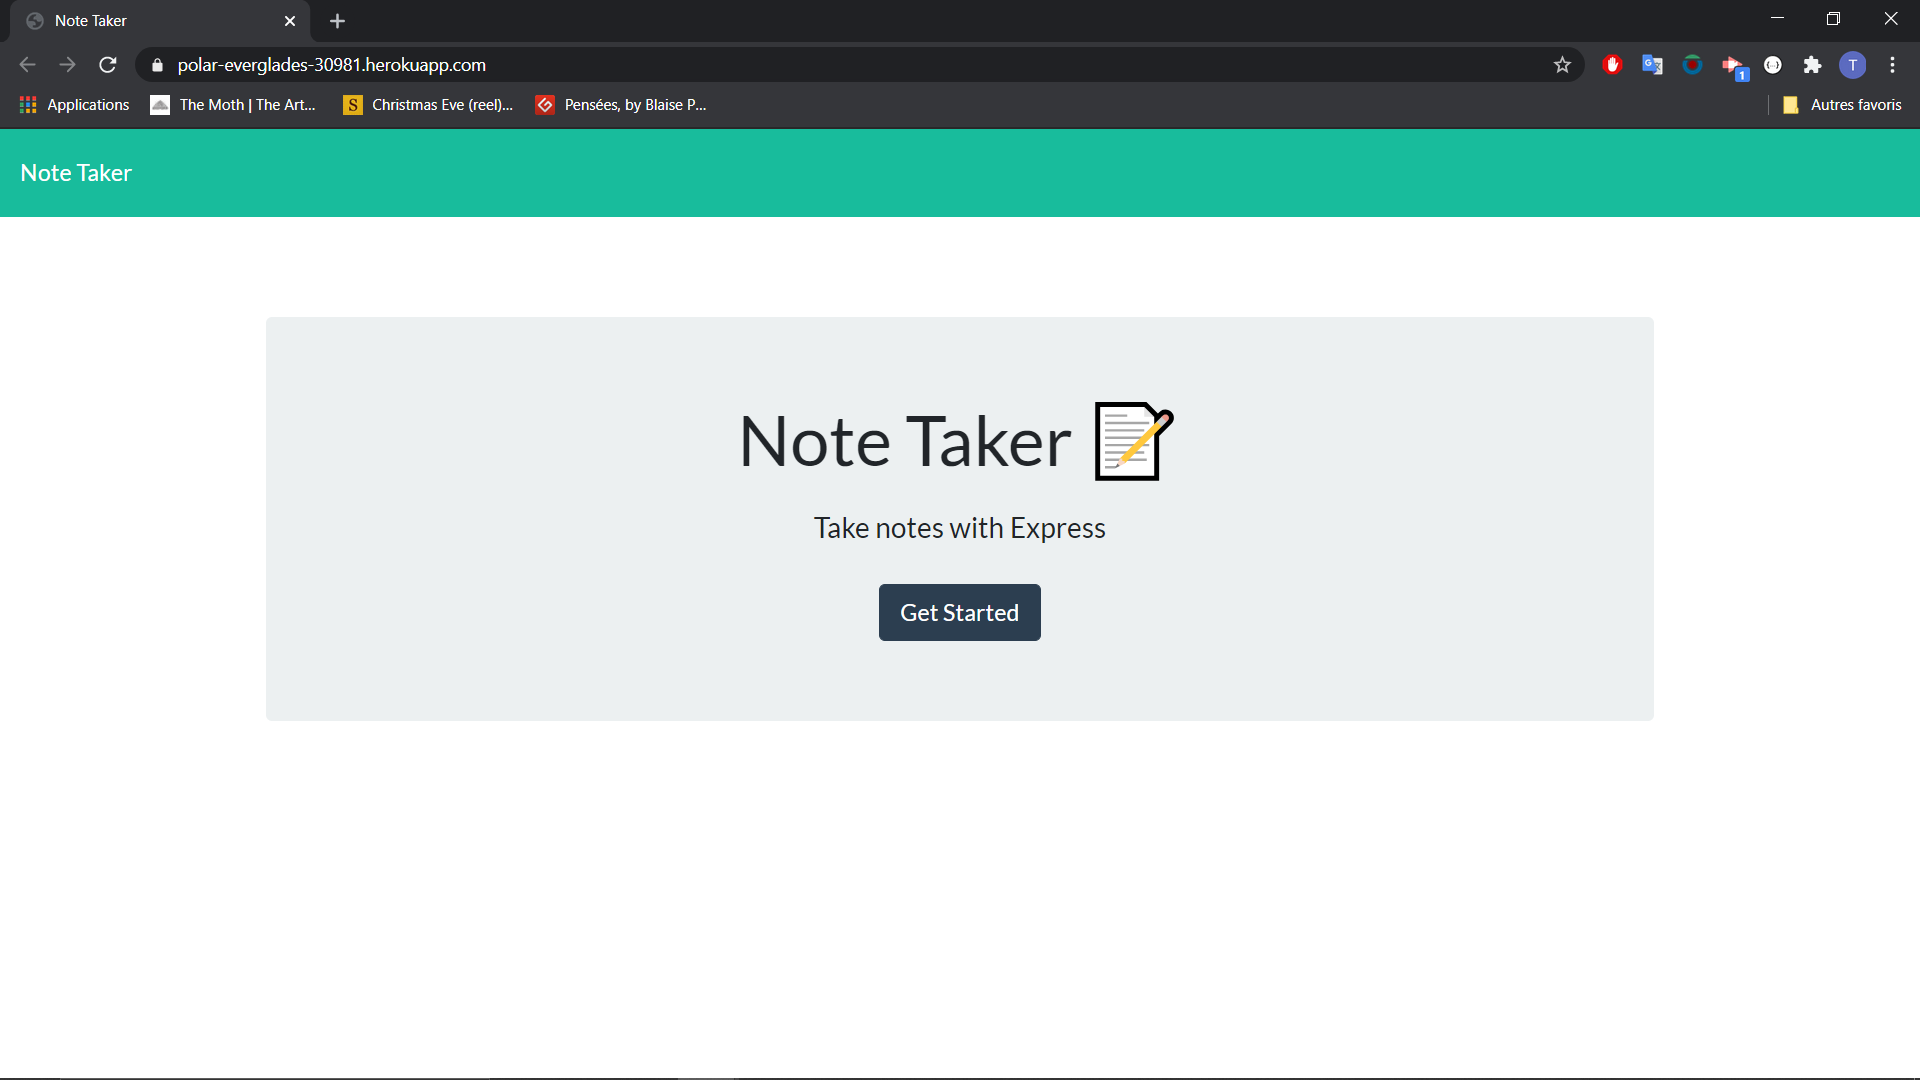 Note Taker
polar-everglades-30981.herokuapp.com
T
1
Applications
The Moth | The Art...
S
Christmas Eve (reel)...
Pensées, by Blaise P...
Autres favoris
Note Taker
Note Taker
Take notes with Express
Get Started